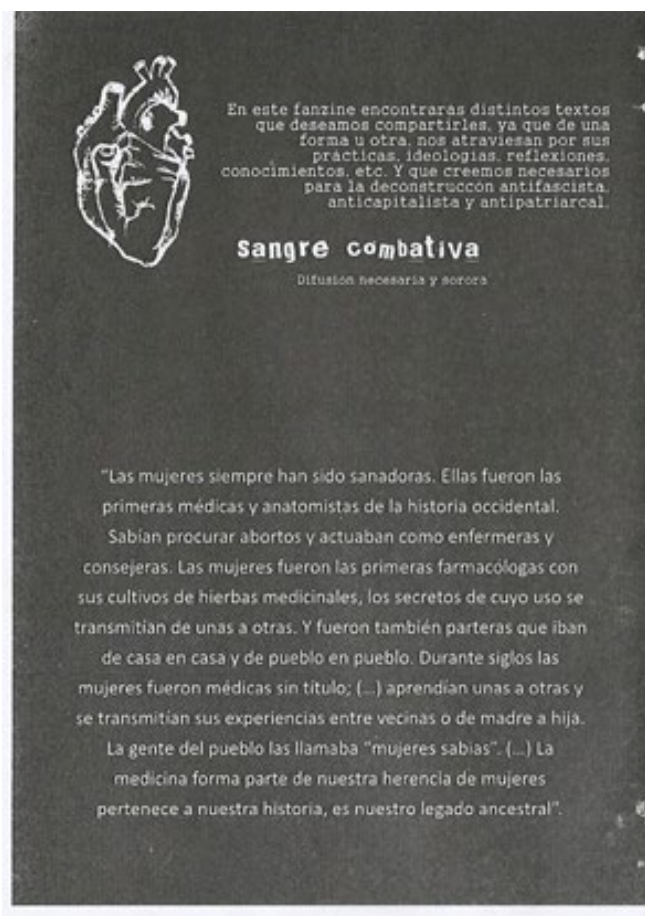 En este fanzine encontraras distintos textos
que deseamos compartirles, ya que de una
forma u otra, nos atraviesan por sus
prácticas, ideologias, reflexiones,
conocimientos, etc. Y que creemos necesarios
para la deconstruccón antifascista,
anticapitalista y antipatriarcal.
sangre combativa
Difusion necesaria y sorora
“Las mujeres siempre han sido sanadoras. Ellas fueron las
primeras médicas y anatomistas de la historia occidental.
Sabían procurar abortos y actuaban como enfermeras y
consejeras. Las mujeres fueron las primeras farmacólogas con
sus cultivos de hierbas medicinales, los secretos de cuyo uso se
transmitían de unas a otras. Y fueron también parteras que iban
de casa en casa y de pueblo en pueblo. Durante siglos las
mujeres fueron médicas sin título; (...) aprendían unas a otras y
se transmitían sus experiencias entre vecinas o de madre a hija.
La gente del pueblo las llamaba “mujeres sabias”. (...) La
medicina forma parte de nuestra herencia de mujeres
pertenece a nuestra historia, es nuestro legado ancestral”.